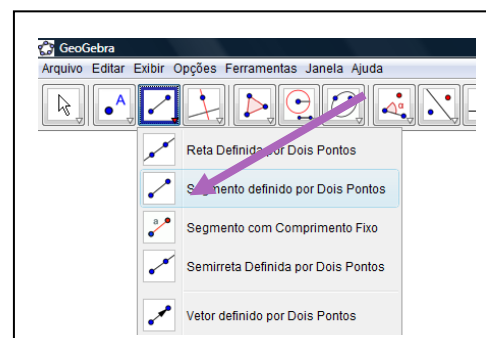 GeoGebra
Arquivo Editar Exibir Opções Ferramentas Janela Ajuda
A
α
Reta Definida por Dois Pontos
Segmento definido por Dois Pontos
a
Segmento com Comprimento Fixo
Semirreta Definida por Dois Pontos
Vetor definido por Dois Pontos